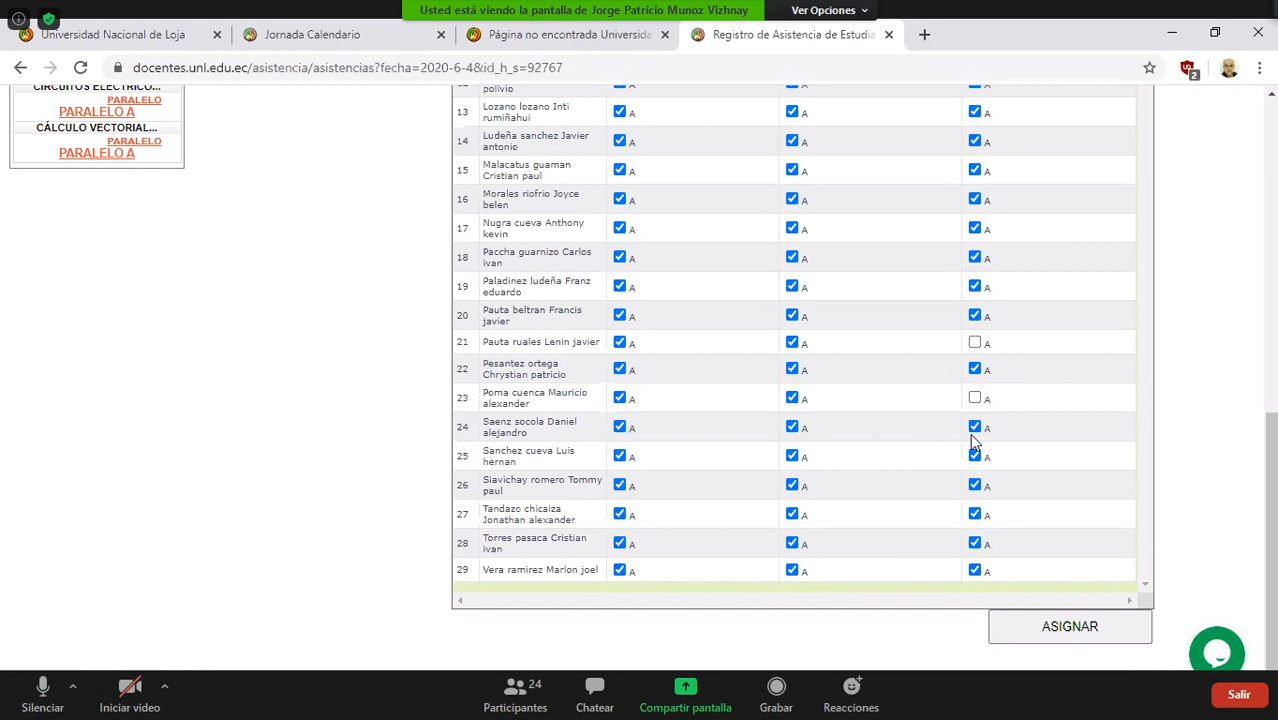 Usted está viendo la pantalla de Jorge Patricio Munoz Vizhnay
Ver Opciones
Universidad Nacional de Loja
Jornada Calendario
Página no encontrada Universida
Registro de Asistencia de Estudia
docentes.unl.edu.ec/asistencia/asistencias?fecha=2020-6-4&id_h_s=92767
2
CIRCUITOS ELÉCTRICO...
PARALELO
PARALELO A
CÁLCULO VECTORIAL...
PARALELO
PARALELO A
polivio
13 Lozano lozano Inti rumiñahui A A A
14 Ludeña sanchez Javier antonio A A A
15 Malacatus guaman Cristian paul A A A
16 Morales riofrio Joyce belen A A A
17 Nugra cueva Anthony kevin A A A
18 Paccha guarnizo Carlos ivan A A A
19 Paladinez ludeña Franz eduardo A A A
20 Pauta beltran Francis javier A A A
21 Pauta ruales Lenin javier A A A
22 Pesantez ortega Chrystian patricio A A A
23 Poma cuenca Mauricio alexander A A A
24 Saenz socola Daniel alejandro A A A
25 Sanchez cueva Luis hernan A A A
26 Siavichay romero Tommy paul A A A
27 Tandazo chicaiza Jonathan alexander A A A
28 Torres pasaca Cristian ivan A A A
29 Vera ramirez Marlon joel A A A
ASIGNAR
24
Silenciar
Iniciar video
Participantes
Chatear
Compartir pantalla
Grabar
Reacciones
Salir